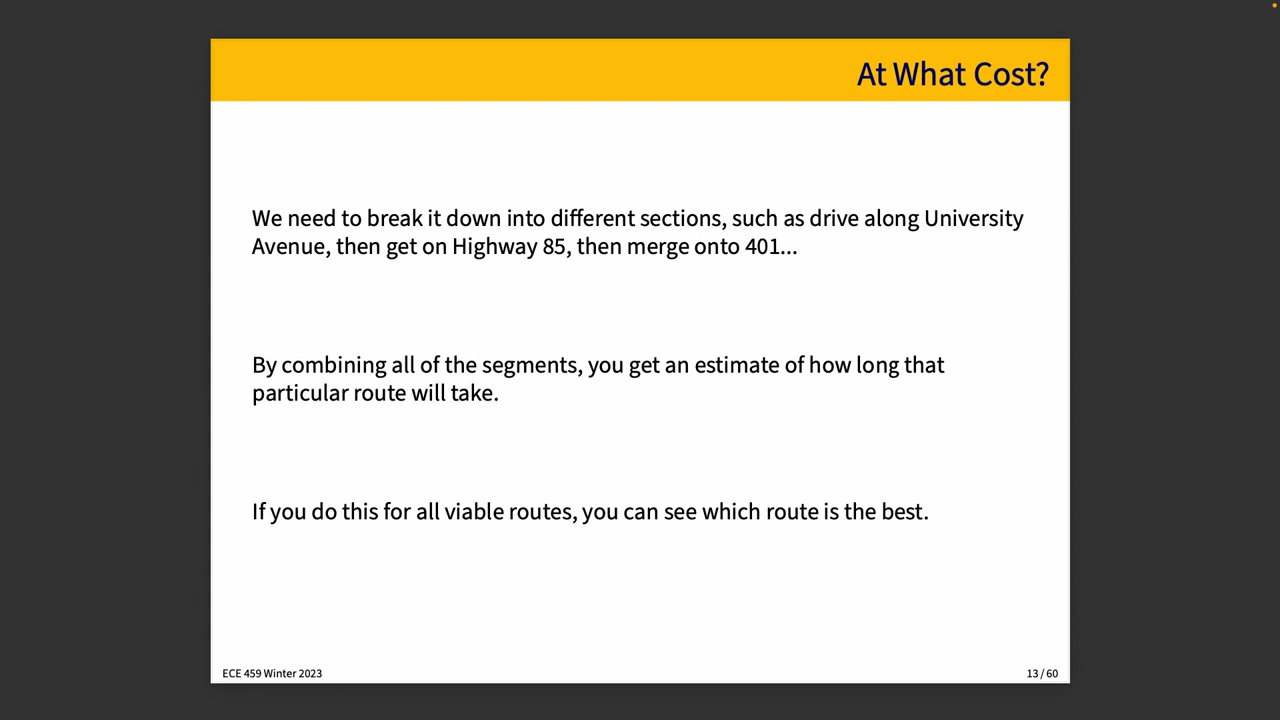 At What Cost?
We need to break it down into different sections, such as drive along University
Avenue, then get on Highway 85, then merge onto 401...
By combining all of the segments, you get an estimate of how long that
particular route will take.
If you do this for all viable routes, you can see which route is the best.
ECE 459 Winter 2023
13 / 60